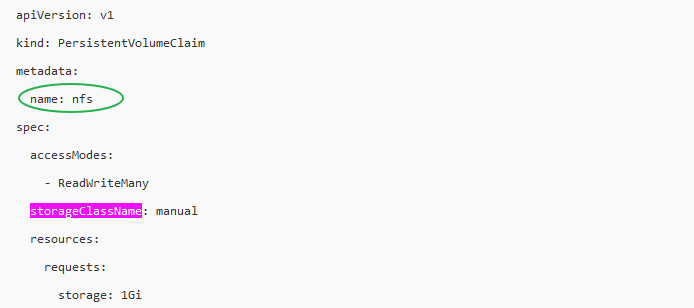 apiVersion: v1
kind: PersistentVolumeClaim
metadata:
  name: nfs
spec:
  accessModes:
    - ReadWriteMany
  storageClassName: manual
  resources:
    requests:
      storage: 1Gi